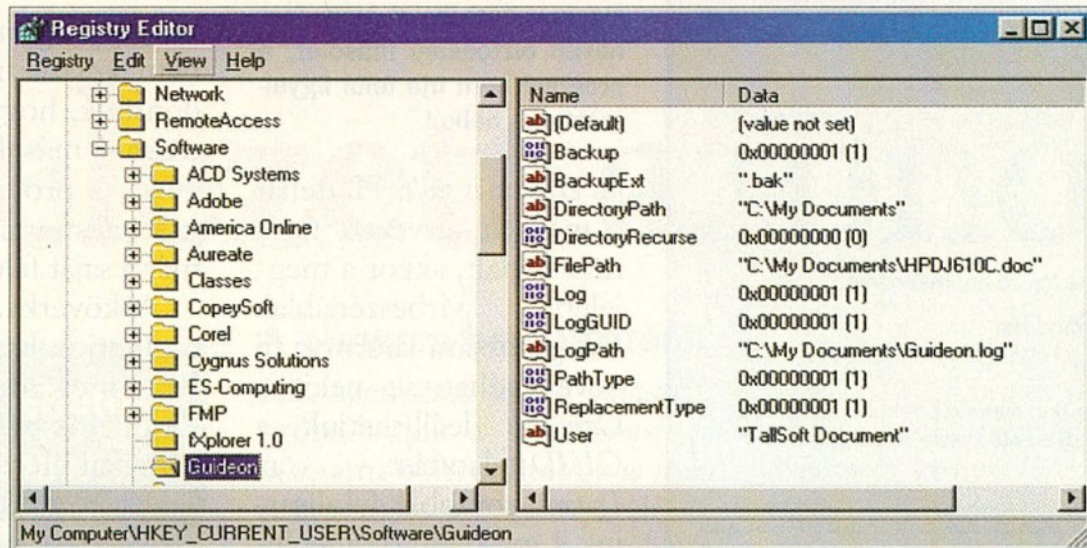 Registry Editor
Registry Edit View Help
Network
RemoteAccess
Software
ACD Systems
Adobe
America Online
Aureate
Classes
CopeySoft
Corel
Cygnus Solutions
ES-Computing
FMP
fXplorer 1.0
Guideon
Name Data
(Default) (value not set)
Backup 0x00000001 (1)
BackupExt ".bak"
DirectoryPath "C:\My Documents"
DirectoryRecurse 0x00000000 (0)
FilePath "C:\My Documents\HPDJ610C.doc"
Log 0x00000001 (1)
LogGUID 0x00000001 (1)
LogPath "C:\My Documents\Guideon.log"
PathType 0x00000001 (1)
ReplacementType 0x00000001 (1)
User "TallSoft Document"
My Computer\HKEY_CURRENT_USER\Software\Guideon